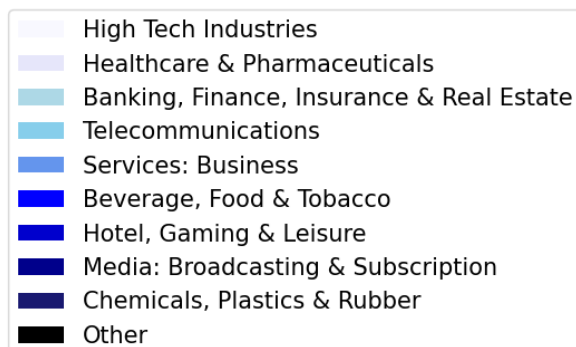 High Tech Industries
Healthcare & Pharmaceuticals
Banking, Finance, Insurance & Real Estate
Telecommunications
Services: Business
Beverage, Food & Tobacco
Hotel, Gaming & Leisure
Media: Broadcasting & Subscription
Chemicals, Plastics & Rubber
Other